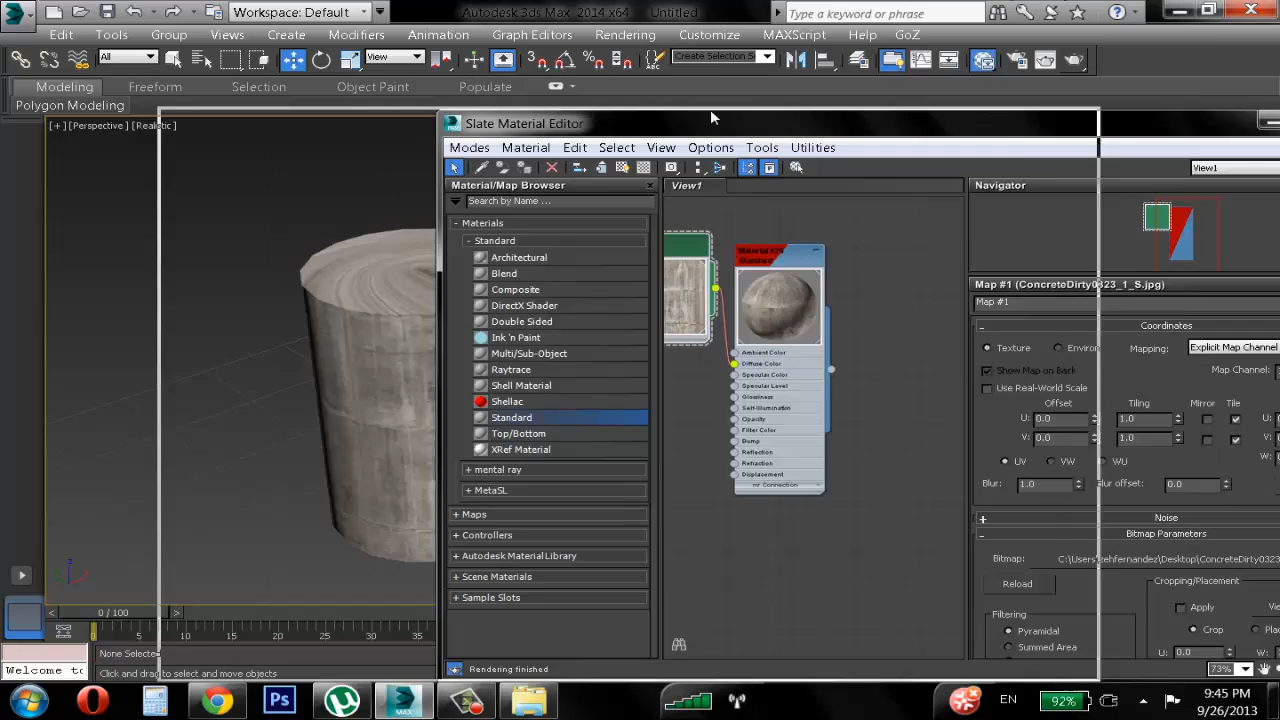 Workspace: Default
Autodesk 3ds Max  2014 x64
Untitled
Type a keyword or phrase
Edit
Tools
Group
Views
Create
Modifiers
Animation
Graph Editors
Rendering
Customize
MAXScript
Help
GoZ
All
View
Create Selection S
Modeling
Freeform
Selection
Object Paint
Populate
Polygon Modeling
[+] [Perspective] [Realistic]
Slate Material Editor
Modes
Material
Edit
Select
View
Options
Tools
Utilities
View1
Material/Map Browser
Search by Name ...
- Materials
- Standard
Architectural
Blend
Composite
DirectX Shader
Double Sided
Ink 'n Paint
Multi/Sub-Object
Raytrace
Shell Material
Shellac
Standard
Top/Bottom
XRef Material
+ mental ray
+ MetaSL
+ Maps
+ Controllers
+ Autodesk Material Library
+ Scene Materials
+ Sample Slots
Rendering finished
View1
Standard
Ambient Color
Diffuse Color
Specular Color
Specular Level
Glossiness
Self-Illumination
Opacity
Filter Color
Bump
Reflection
Refraction
Displacement
mr Connection
Navigator
Map #1 (ConcreteDirty0323_1_S.jpg)
Map #1
Coordinates
Texture
Environ
Mapping:
Explicit Map Channel
Show Map on Back
Map Channel:
Use Real-World Scale
Offset
Tiling
Mirror
Tile
U: 0.0
1.0
V: 0.0
1.0
UV
VW
WU
Blur: 1.0
Blur offset: 0.0
+ Noise
- Bitmap Parameters
Bitmap:
Reload
Cropping/Placement
Apply
Crop
U: 0.0
W:
Filtering
Pyramidal
Summed Area
73%
0 / 100
0
5
10
15
20
25
30
35
None Selecte
Welcome to
Click and drag to select and move objects
Ps
MAX
EN
92%
9:45 PM
9/26/2013